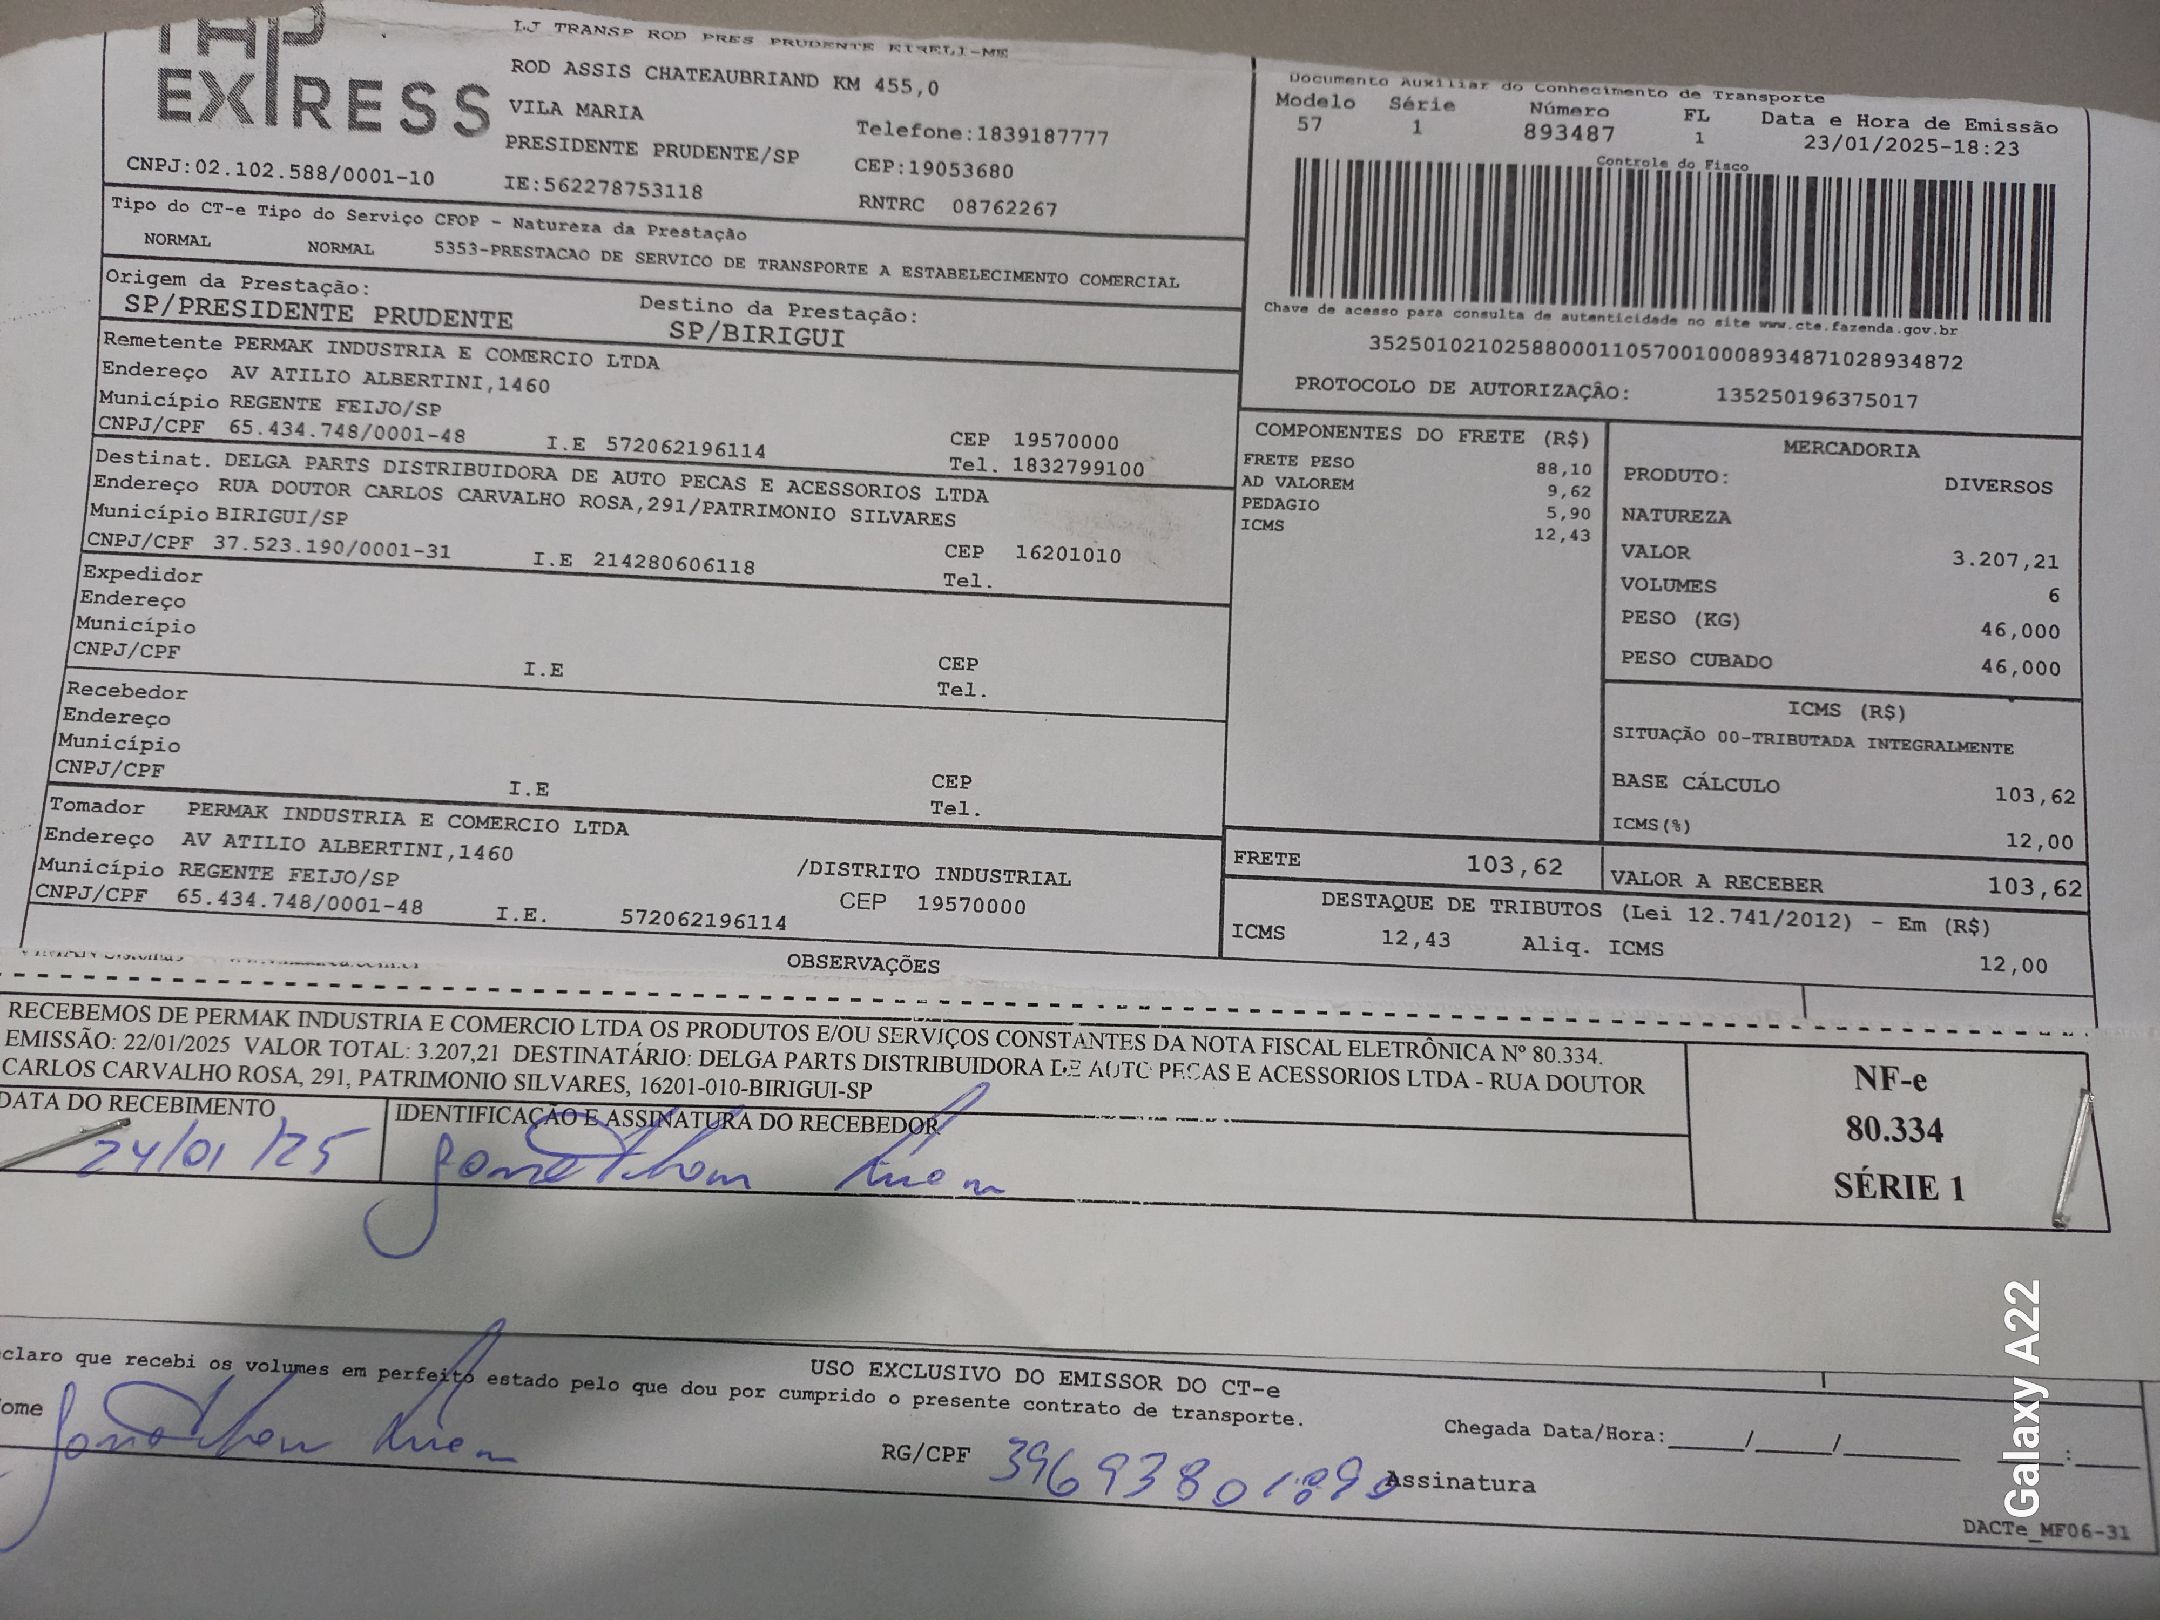 EXPRESS
LJ TRANSP ROD PRES PRUDENTE EIRELI-ME
ROD ASSIS CHATEAUBRIAND KM 455,0
VILA MARIA
Telefone:1839187777
PRESIDENTE PRUDENTE/SP
CEP:19053680
CNPJ:02.102.588/0001-10
IE:562278753118
RNTRC 08762267
Documento Auxiliar do Conhecimento de Transporte
Modelo Série Número FL Data e Hora de Emissão
57 1 893487 1 23/01/2025-18:23
Controle do Fisco
Chave de acesso para consulta de autenticidade no site www.cte.fazenda.gov.br
35250102102588000110570010008934871028934872
PROTOCOLO DE AUTORIZAÇÃO: 135250196375017
Tipo do CT-e Tipo do Serviço CFOP - Natureza da Prestação
NORMAL NORMAL 5353-PRESTACAO DE SERVICO DE TRANSPORTE A ESTABELECIMENTO COMERCIAL
Origem da Prestação: Destino da Prestação:
SP/PRESIDENTE PRUDENTE SP/BIRIGUI
Remetente PERMAK INDUSTRIA E COMERCIO LTDA
Endereço AV ATILIO ALBERTINI,1460
Município REGENTE FEIJO/SP CEP 19570000
CNPJ/CPF 65.434.748/0001-48 I.E 572062196114 Tel. 1832799100
Destinat. DELGA PARTS DISTRIBUIDORA DE AUTO PECAS E ACESSORIOS LTDA
Endereço RUA DOUTOR CARLOS CARVALHO ROSA,291/PATRIMONIO SILVARES
Município BIRIGUI/SP CEP 16201010
CNPJ/CPF 37.523.190/0001-31 I.E 214280606118 Tel.
Expedidor
Endereço
Município CEP
CNPJ/CPF I.E Tel.
Recebedor
Endereço
Município CEP
CNPJ/CPF I.E Tel.
Tomador PERMAK INDUSTRIA E COMERCIO LTDA
Endereço AV ATILIO ALBERTINI,1460 /DISTRITO INDUSTRIAL
Município REGENTE FEIJO/SP CEP 19570000
CNPJ/CPF 65.434.748/0001-48 I.E. 572062196114
COMPONENTES DO FRETE (R$)
FRETE PESO 88,10
AD VALOREM 9,62
PEDAGIO 5,90
ICMS 12,43
MERCADORIA
PRODUTO: DIVERSOS
NATUREZA
VALOR 3.207,21
VOLUMES 6
PESO (KG) 46,000
PESO CUBADO 46,000
ICMS (R$)
SITUAÇÃO 00-TRIBUTADA INTEGRALMENTE
BASE CÁLCULO 103,62
ICMS(%) 12,00
FRETE 103,62 VALOR A RECEBER 103,62
DESTAQUE DE TRIBUTOS (Lei 12.741/2012) - Em (R$)
ICMS 12,43 Aliq. ICMS 12,00
OBSERVAÇÕES
RECEBEMOS DE PERMAK INDUSTRIA E COMERCIO LTDA OS PRODUTOS E/OU SERVIÇOS CONSTANTES DA NOTA FISCAL ELETRÔNICA Nº 80.334.
EMISSÃO: 22/01/2025 VALOR TOTAL: 3.207,21 DESTINATÁRIO: DELGA PARTS DISTRIBUIDORA DE AUTO PECAS E ACESSORIOS LTDA - RUA DOUTOR
CARLOS CARVALHO ROSA, 291, PATRIMONIO SILVARES, 16201-010-BIRIGUI-SP
DATA DO RECEBIMENTO IDENTIFICAÇÃO E ASSINATURA DO RECEBEDOR
24/01/25
NF-e
80.334
SÉRIE 1
USO EXCLUSIVO DO EMISSOR DO CT-e
claro que recebi os volumes em perfeito estado pelo que dou por cumprido o presente contrato de transporte.
ome RG/CPF Chegada Data/Hora:_____/_____/_________ _____:_____
Assinatura
DACTe_MF06-31
Galaxy A22